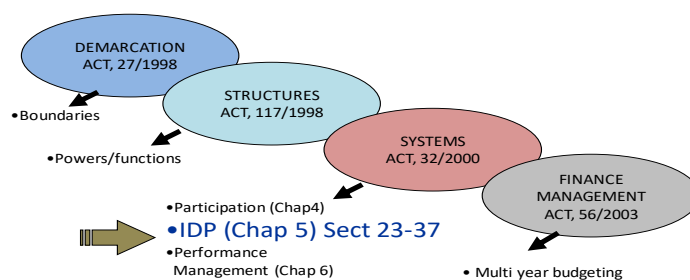 DEMARCATION
ACT, 27/1998
•Boundaries
STRUCTURES
ACT, 117/1998
•Powers/functions
SYSTEMS
ACT, 32/2000
•Participation (Chap4)
•IDP (Chap 5) Sect 23-37
•Performance
Management (Chap 6)
FINANCE
MANAGEMENT
ACT, 56/2003
• Multi year budgeting